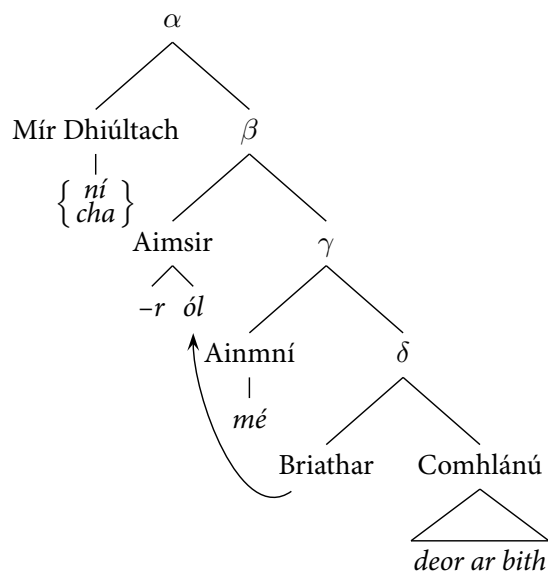 α
Mír Dhiúltach β
{ ní cha }
Aimsir γ
–r ól
Ainmní δ
mé
Briathar Comhlánú
deor ar bith